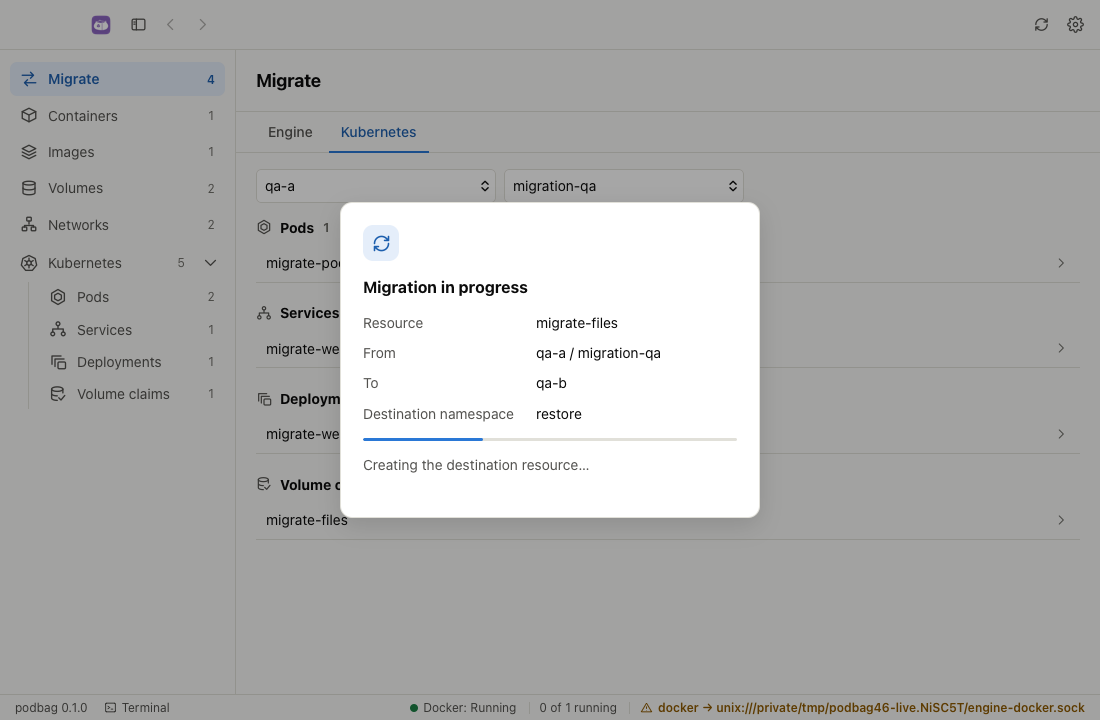 Migrate 4
Containers 1
Images 1
Volumes 2
Networks 2
Kubernetes 5
Pods 2
Services 1
Deployments 1
Volume claims 1
Migrate
Engine Kubernetes
qa-a migration-qa
Pods 1
migrate-po
Services
migrate-we
Deploym
migrate-we
Volume c
migrate-files
Migration in progress
Resource migrate-files
From qa-a / migration-qa
To qa-b
Destination namespace restore
Creating the destination resource…
podbag 0.1.0 Terminal Docker: Running 0 of 1 running docker → unix:///private/tmp/podbag46-live.NiSC5T/engine-docker.sock